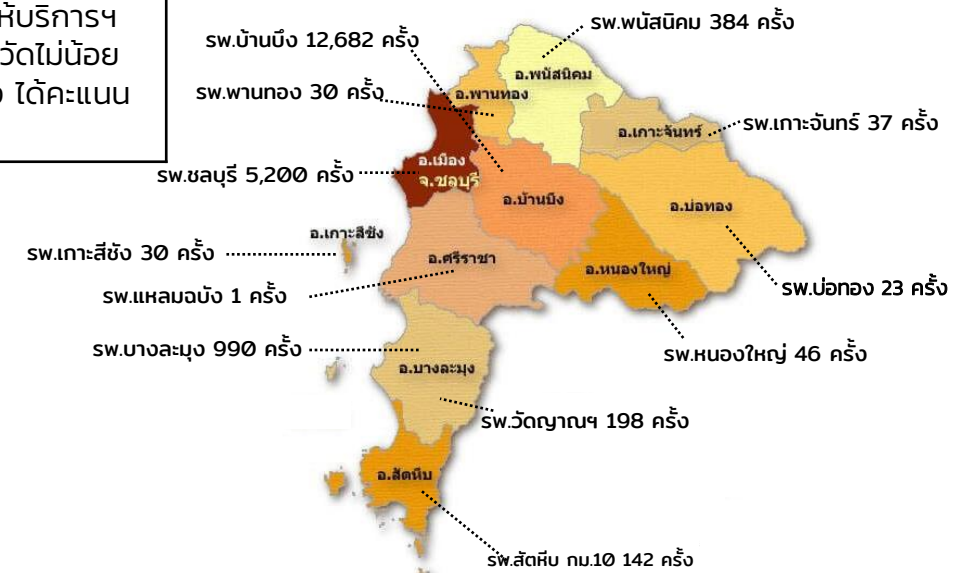 ห้บริการฯ
วัดไม่น้อย
ได้คะแนน
รพ.พนัสนิคม 384 ครั้ง
รพ.บ้านบึง 12,682 ครั้ง
อ.พนัสนิคม
รพ.พานทอง 30 ครั้ง
อ.พานทอง
อ.เกาะจันทร์
รพ.เกาะจันทร์ 37 ครั้ง
อ.เมือง
จ.ชลบุรี
รพ.ชลบุรี 5,200 ครั้ง
อ.บ้านบึง
อ.บ่อทอง
อ.เกาะสีชัง
รพ.เกาะสีชัง 30 ครั้ง
อ.ศรีราชา
อ.หนองใหญ่
รพ.แหลมฉบัง 1 ครั้ง
รพ.บ่อทอง 23 ครั้ง
รพ.บางละมุง 990 ครั้ง
รพ.หนองใหญ่ 46 ครั้ง
อ.บางละมุง
รพ.วัดญาณฯ 198 ครั้ง
อ.สัตหีบ
รพ.สัตหีบ กม.10 142 ครั้ง